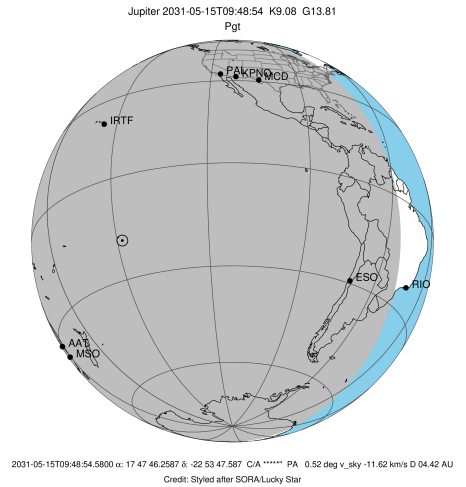 Jupiter 2031-05-15T09:48:54 K9.08 G13.81
Pgt
PAL
KPNO
MCD
IRTF
ESO
RIO
AAT
MSO
2031-05-15T09:48:54.5800 α: 17 47 46.2587 δ: -22 53 47.587 C/A *****" PA 0.52 deg v_sky -11.62 km/s D 04.42 AU
Credit: Styled after SORA/Lucky Star